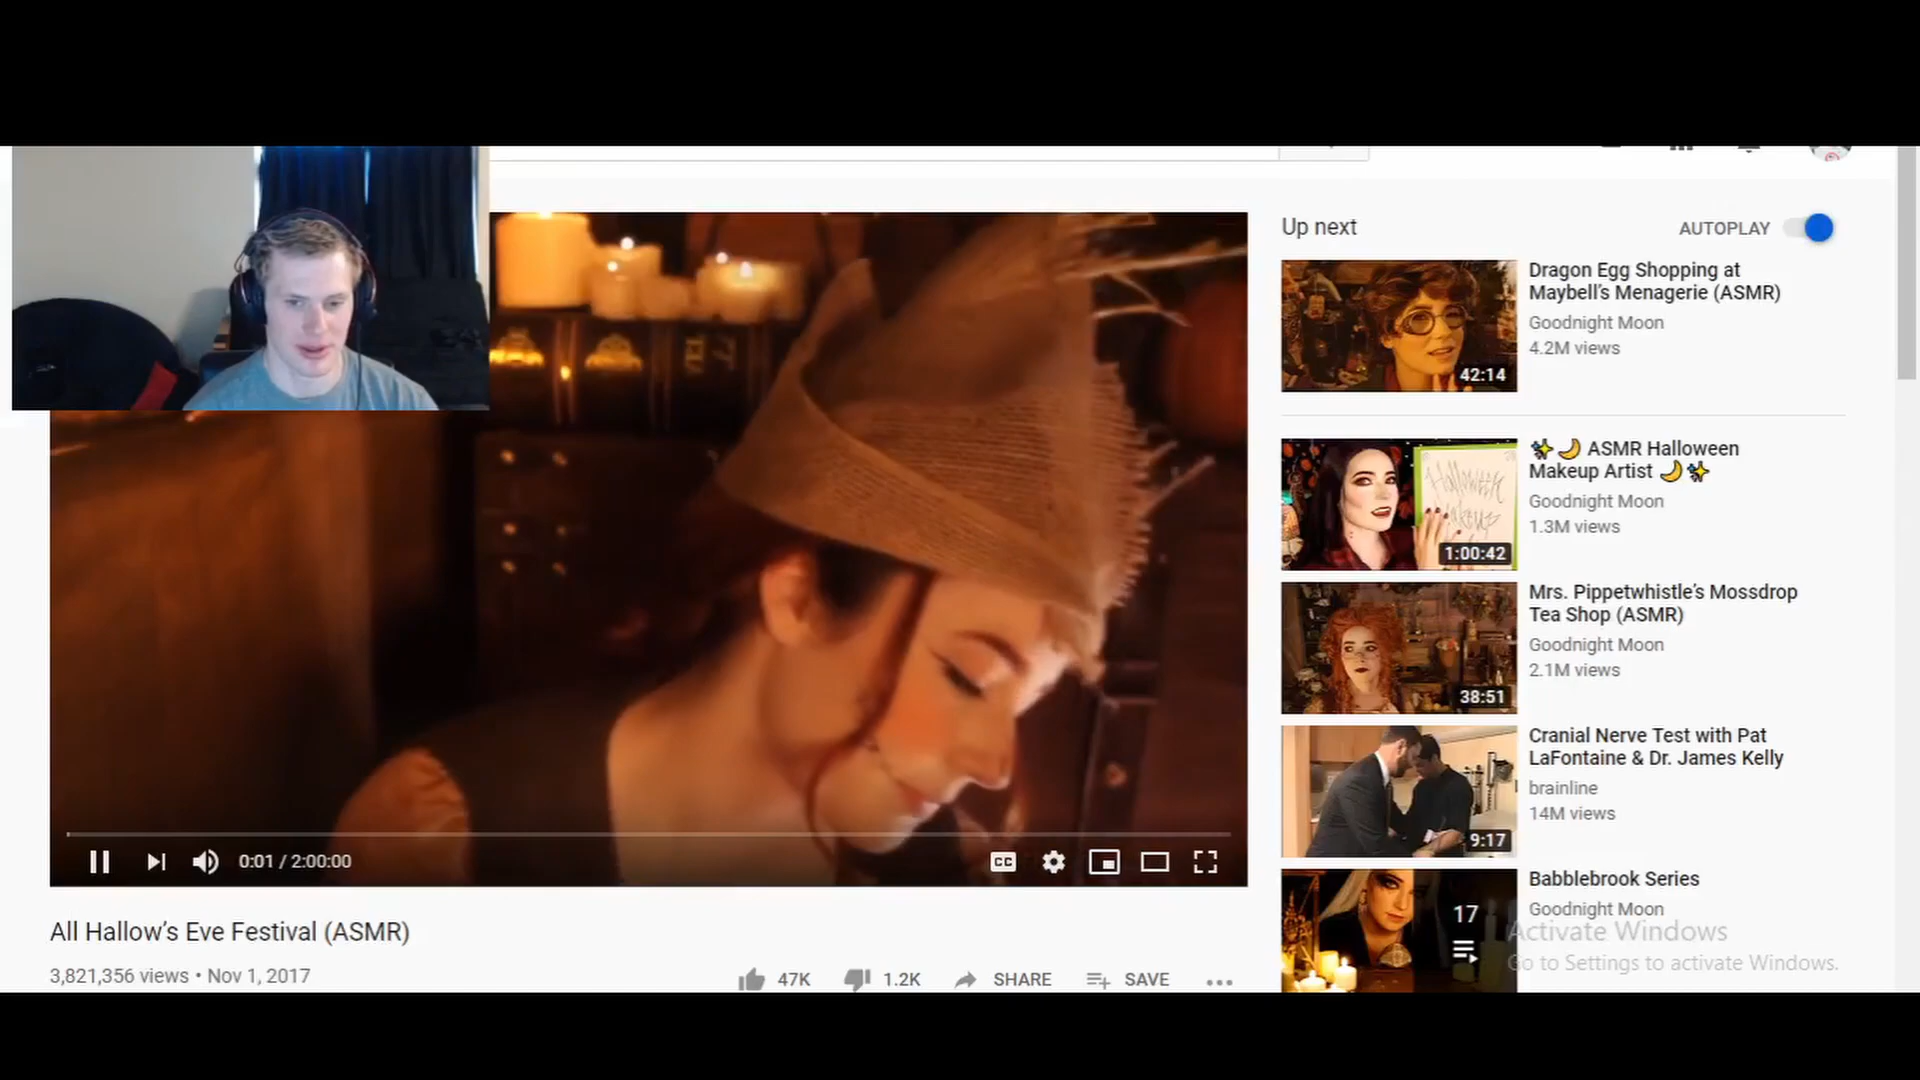 Up next
AUTOPLAY
Dragon Egg Shopping at
Maybell's Menagerie (ASMR)
Goodnight Moon
4.2M views
42:14
✨🌙 ASMR Halloween
Makeup Artist 🌙✨
Goodnight Moon
1.3M views
Halloween
1:00:42
Mrs. Pippetwhistle's Mossdrop
Tea Shop (ASMR)
Goodnight Moon
2.1M views
38:51
Cranial Nerve Test with Pat
LaFontaine & Dr. James Kelly
brainline
14M views
9:17
Babblebrook Series
Goodnight Moon
17
0:01 / 2:00:00
CC
All Hallow's Eve Festival (ASMR)
3,821,356 views • Nov 1, 2017
47K
1.2K
SHARE
SAVE
Activate Windows
Go to Settings to activate Windows.